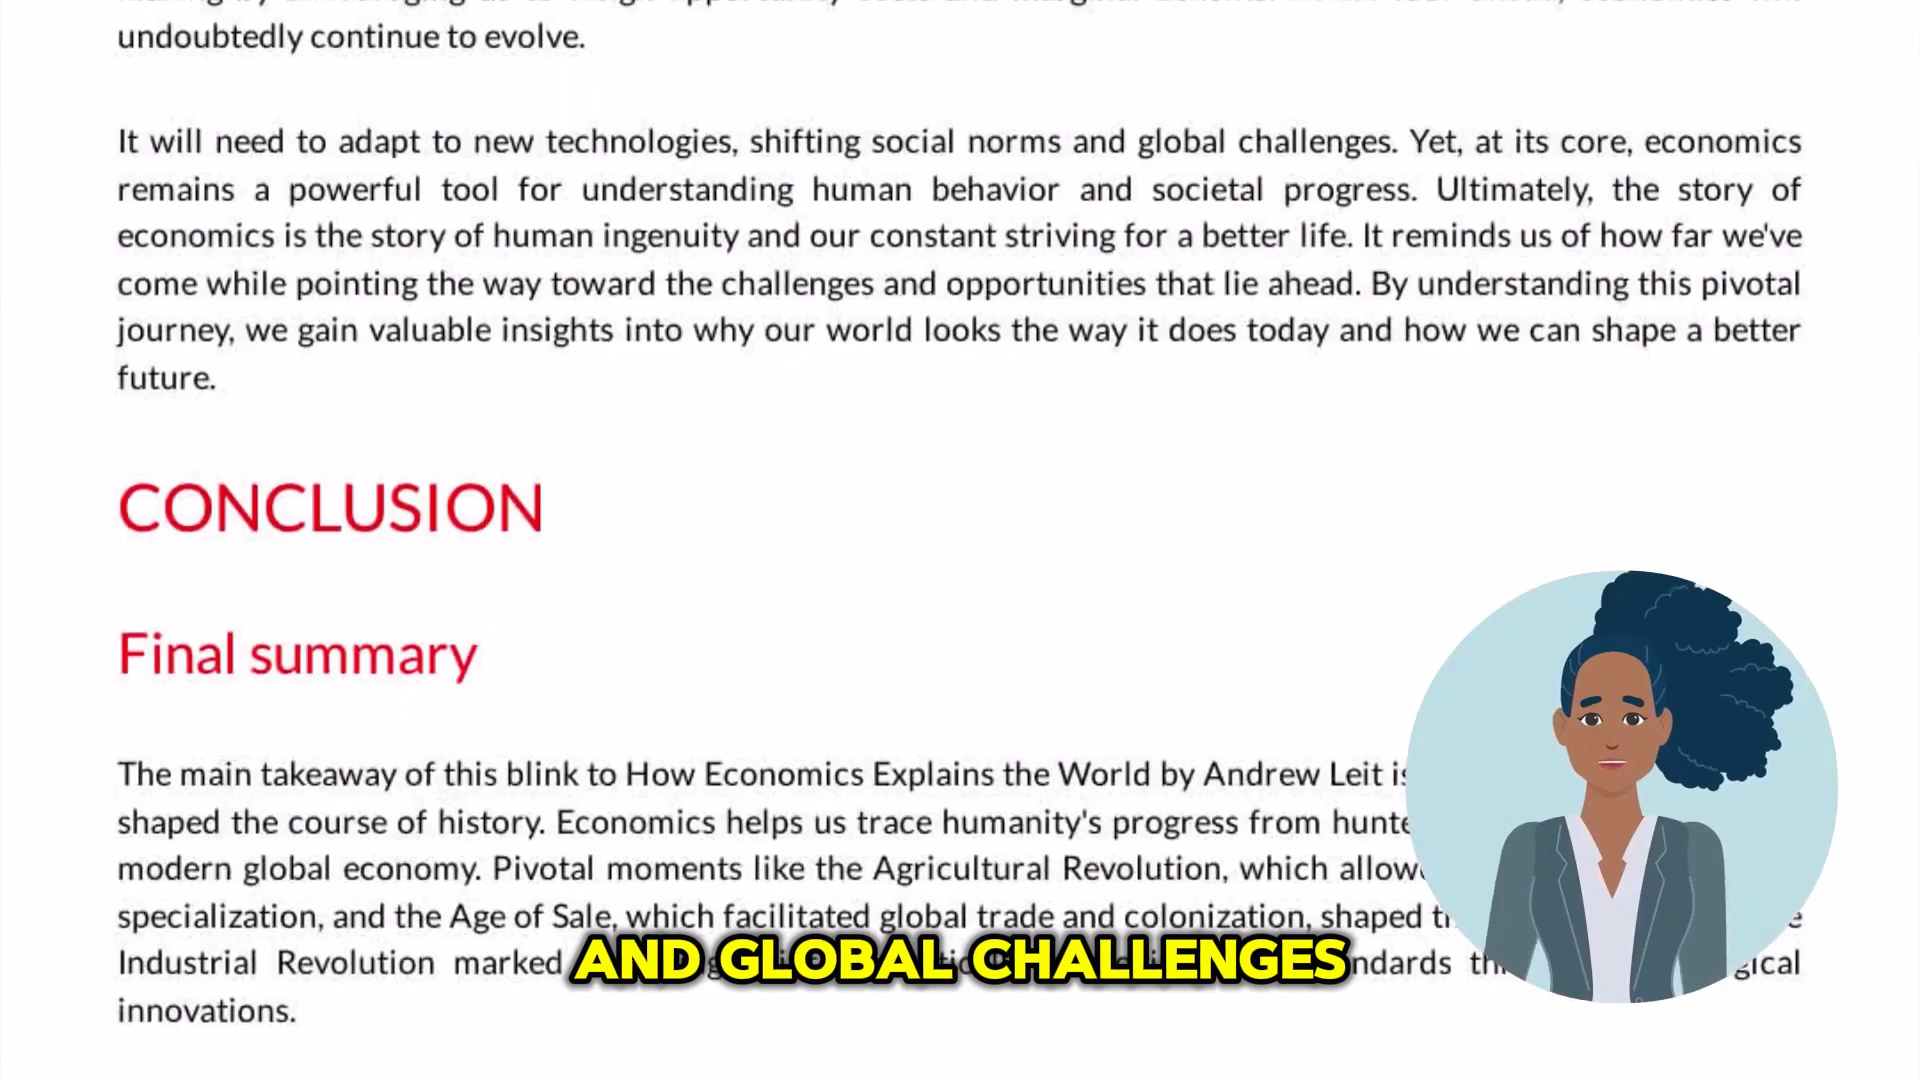 undoubtedly continue to evolve.
It will need to adapt to new technologies, shifting social norms and global challenges. Yet, at its core, economics
remains a powerful tool for understanding human behavior and societal progress. Ultimately, the story of
economics is the story of human ingenuity and our constant striving for a better life. It reminds us of how far we've
come while pointing the way toward the challenges and opportunities that lie ahead. By understanding this pivotal
journey, we gain valuable insights into why our world looks the way it does today and how we can shape a better
future.
CONCLUSION
Final summary
The main takeaway of this blink to How Economics Explains the World by Andrew Leit
shaped the course of history. Economics helps us trace humanity's progress from
modern global economy. Pivotal moments like the Agricultural Revolution, which
specialization, and the Age of Sale, which facilitated global trade and colonization, shaped
Industrial Revolution marked
AND GLOBAL CHALLENGES
innovations.